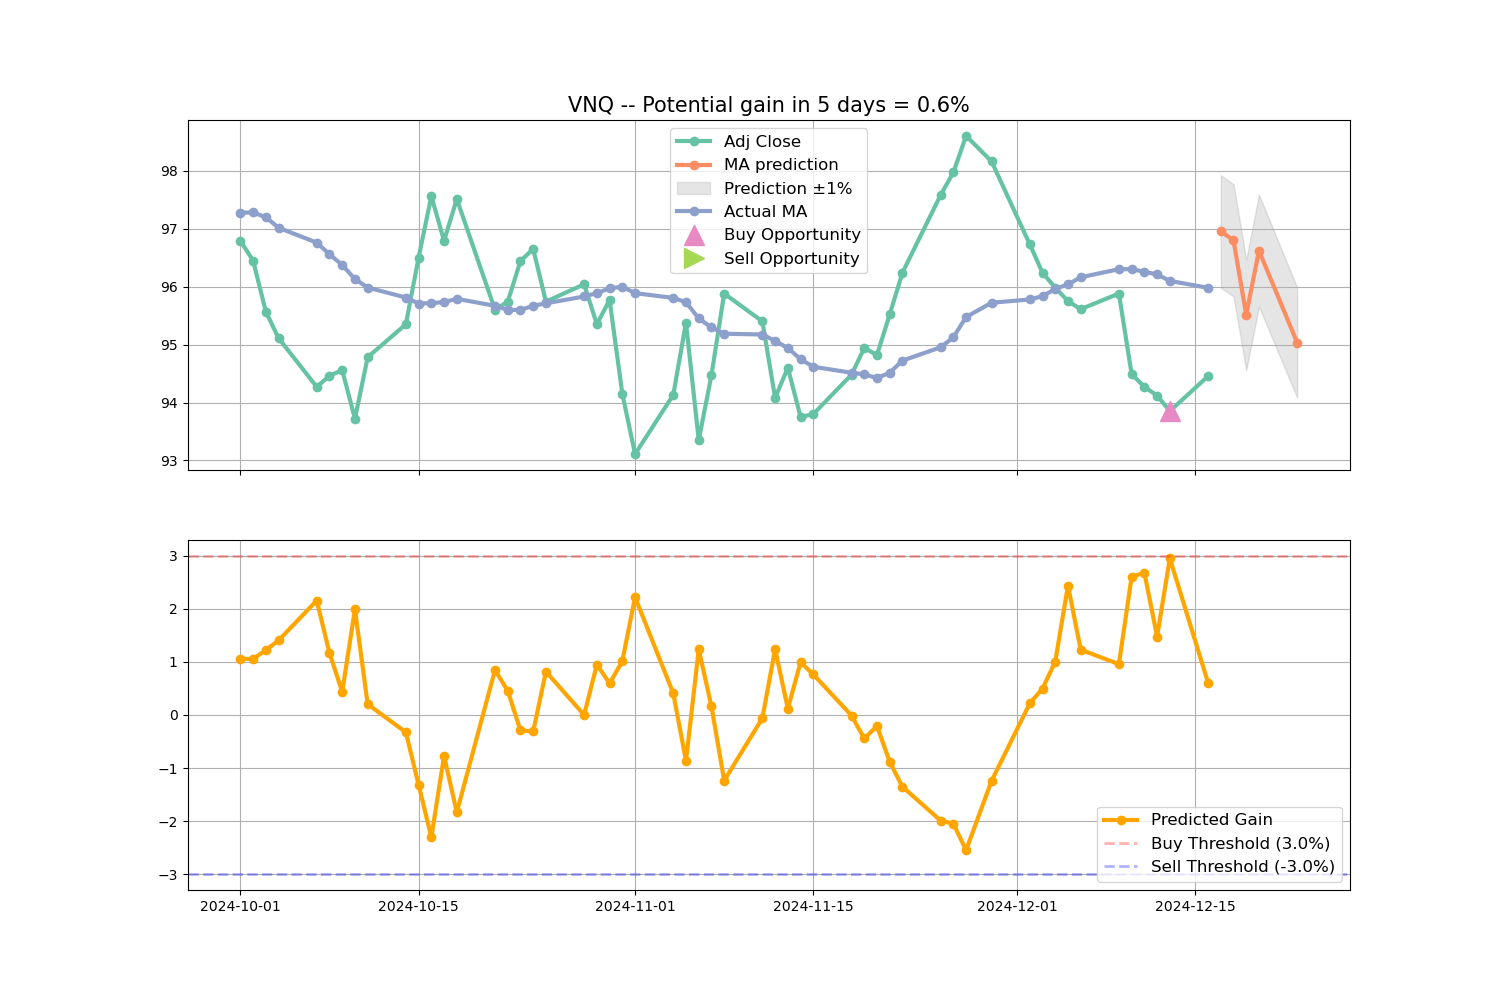 VNQ -- Potential gain in 5 days = 0.6%
Adj Close
MA prediction
Prediction ±1%
Actual MA
Buy Opportunity
Sell Opportunity
98
97
96
95
94
93
3
2
1
0
−1
−2
−3
Predicted Gain
Buy Threshold (3.0%)
Sell Threshold (-3.0%)
2024-10-01 2024-10-15 2024-11-01 2024-11-15 2024-12-01 2024-12-15